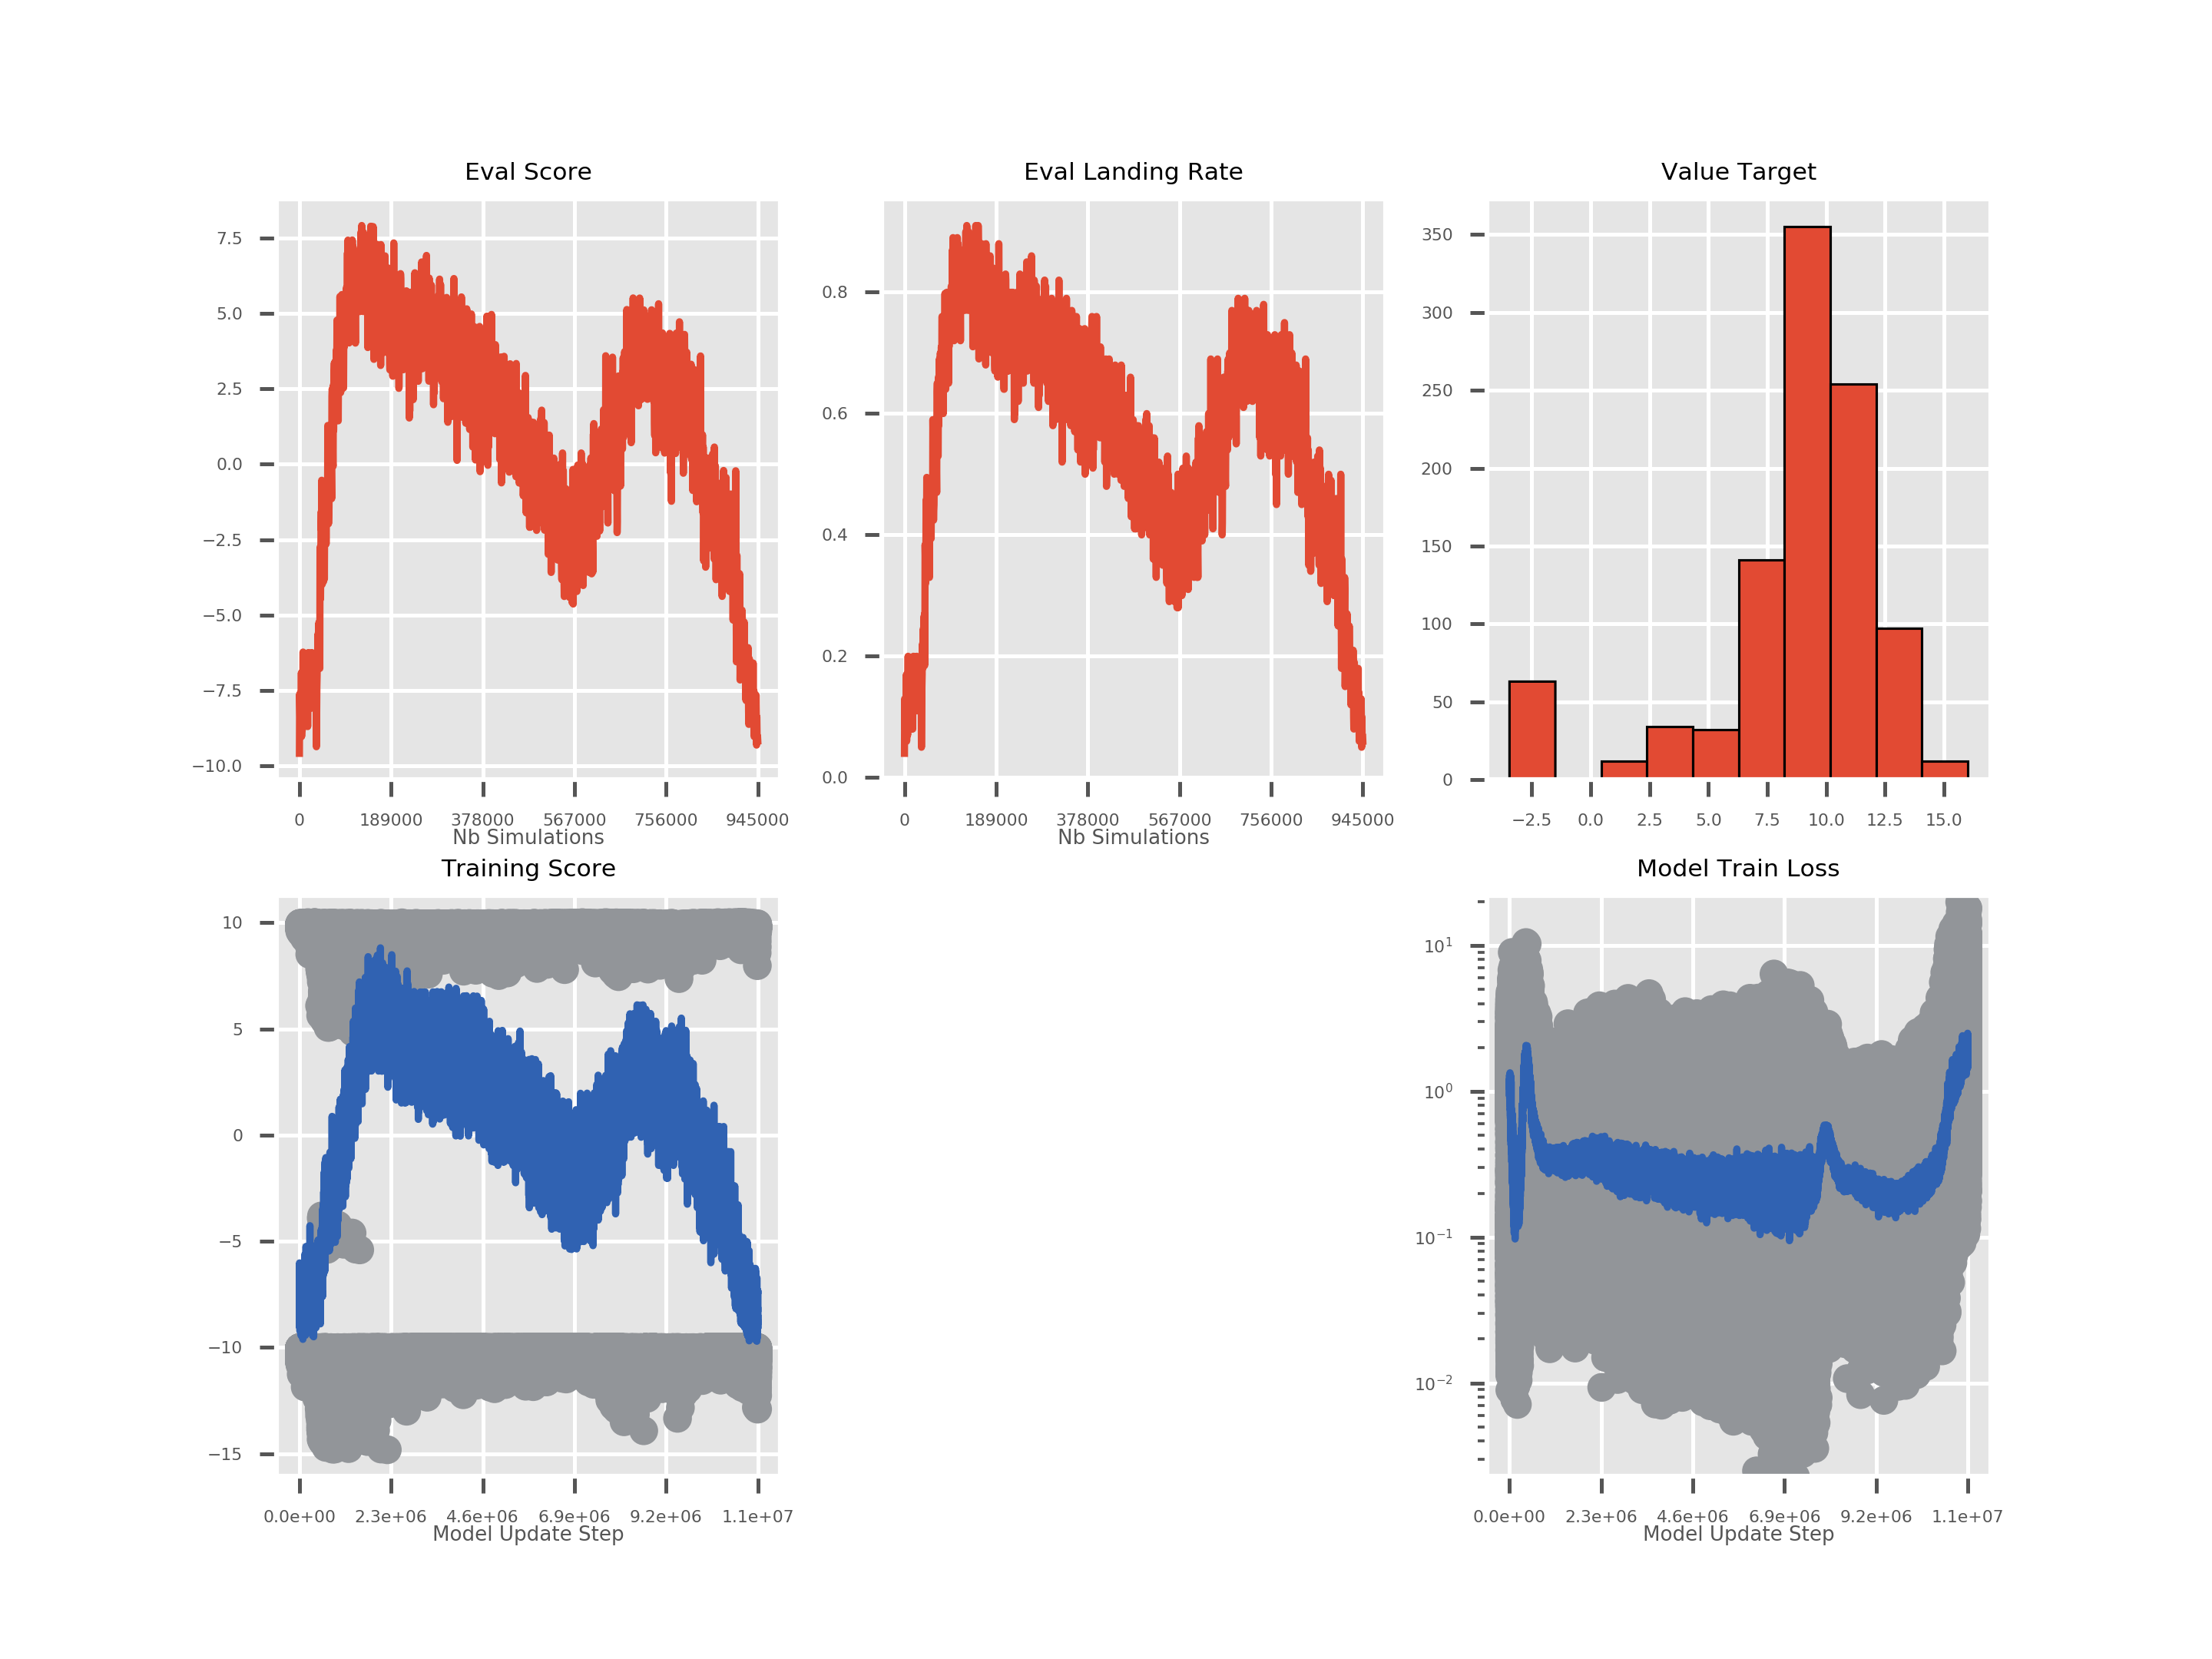 Eval Score
7.5
5.0
2.5
0.0
−2.5
−5.0
−7.5
−10.0
0 189000 378000 567000 756000 945000
Nb Simulations
Eval Landing Rate
0.8
0.6
0.4
0.2
0.0
0 189000 378000 567000 756000 945000
Nb Simulations
Value Target
350
300
250
200
150
100
50
0
−2.5 0.0 2.5 5.0 7.5 10.0 12.5 15.0
Training Score
10
5
0
−5
−10
−15
0.0e+00 2.3e+06 4.6e+06 6.9e+06 9.2e+06 1.1e+07
Model Update Step
Model Train Loss
10¹
10⁰
10⁻¹
10⁻²
0.0e+00 2.3e+06 4.6e+06 6.9e+06 9.2e+06 1.1e+07
Model Update Step